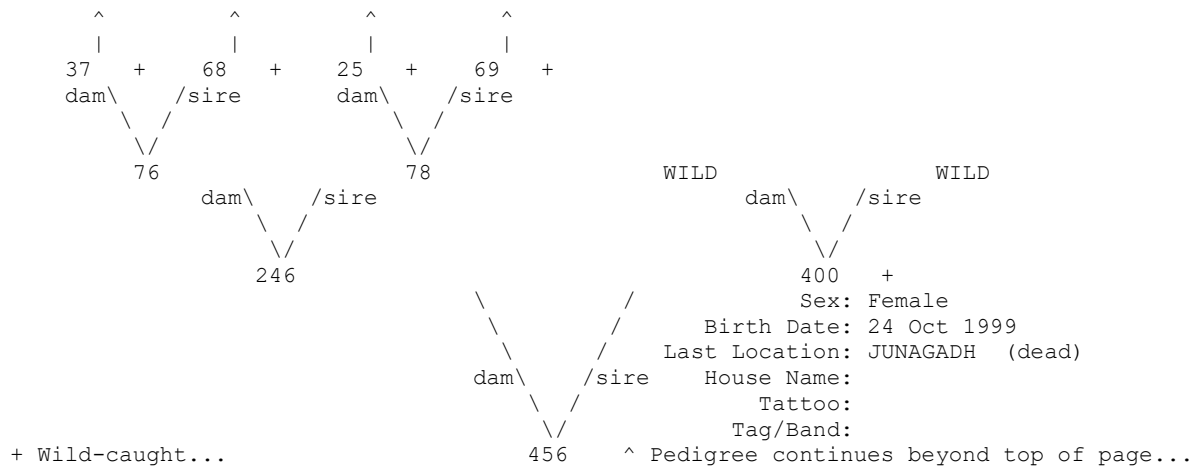 ^ ^ ^ ^
| | | |
37 + 68 + 25 + 69 +
dam\ /sire dam\ /sire
\ / \ /
\/ \/
76 78 WILD WILD
dam\ /sire dam\ /sire
\ / \ /
\/ \/
246 400 +
\ / Sex: Female
\ / Birth Date: 24 Oct 1999
\ / Last Location: JUNAGADH (dead)
dam\ /sire House Name:
\ / Tattoo:
\/ Tag/Band:
+ Wild-caught... 456 ^ Pedigree continues beyond top of page...